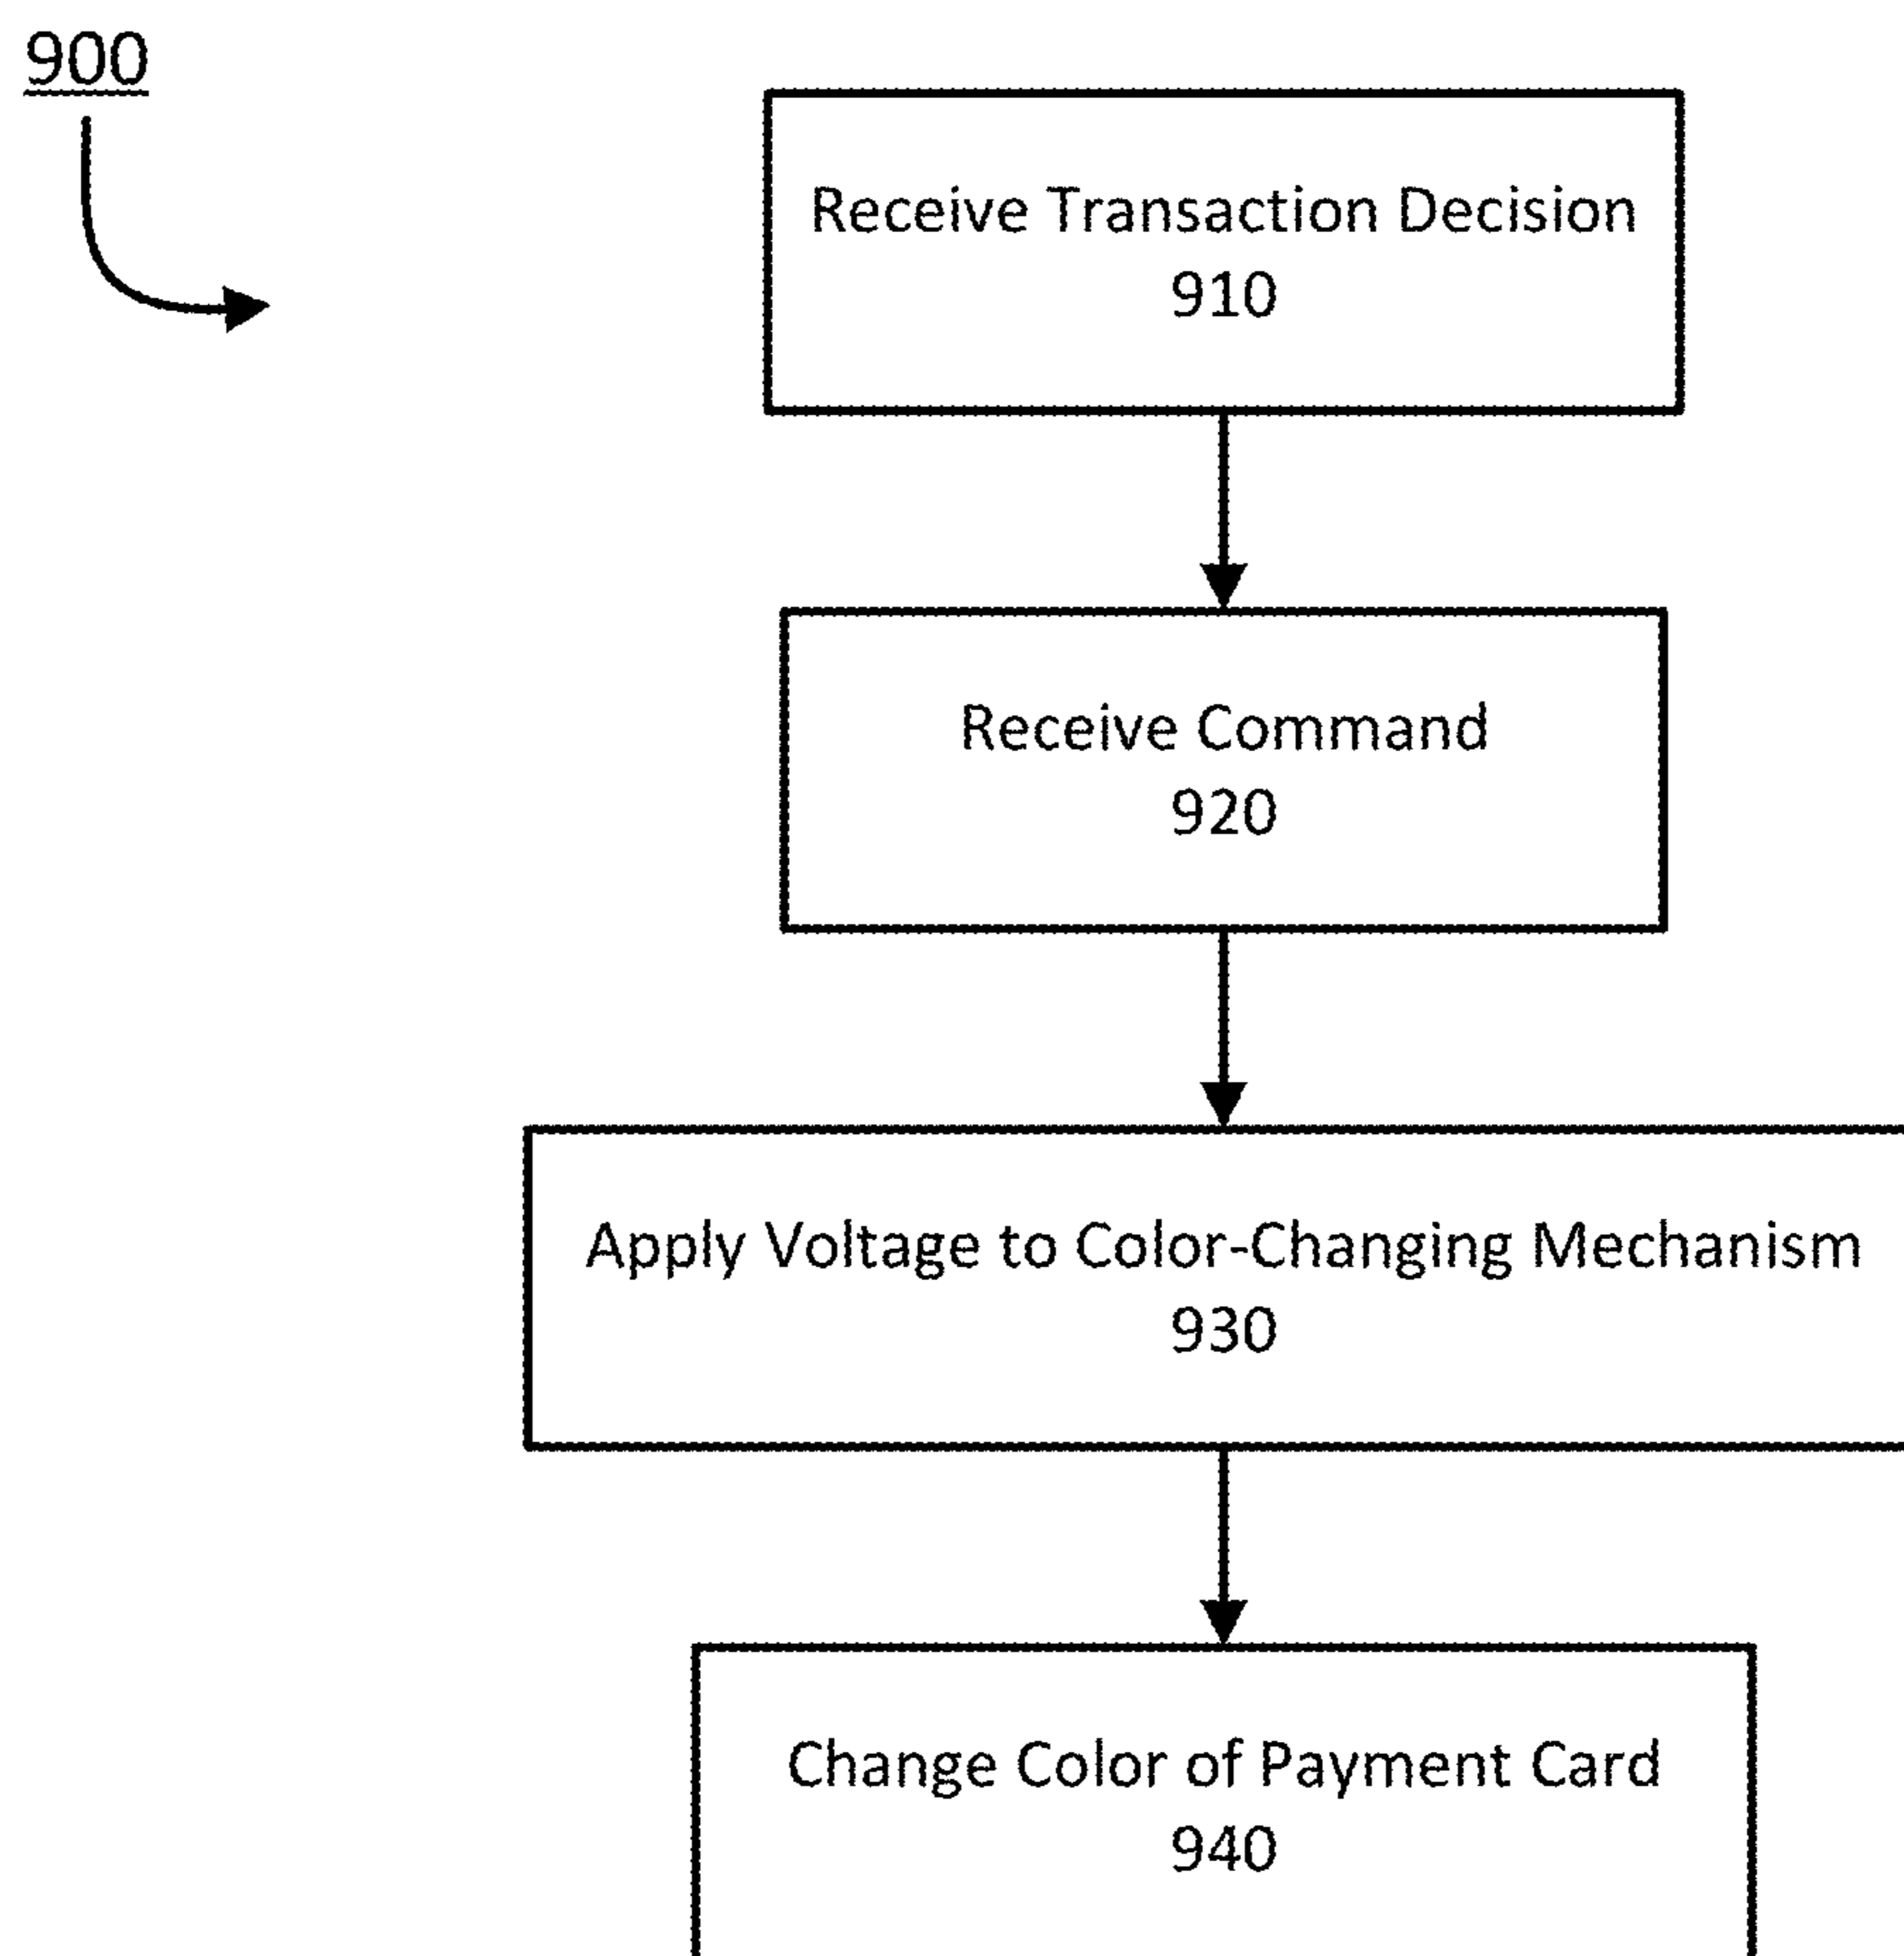 900
Receive Transaction Decision
910
Receive Command
920
Apply Voltage to Color-Changing Mechanism
930
Change Color of Payment Card
940